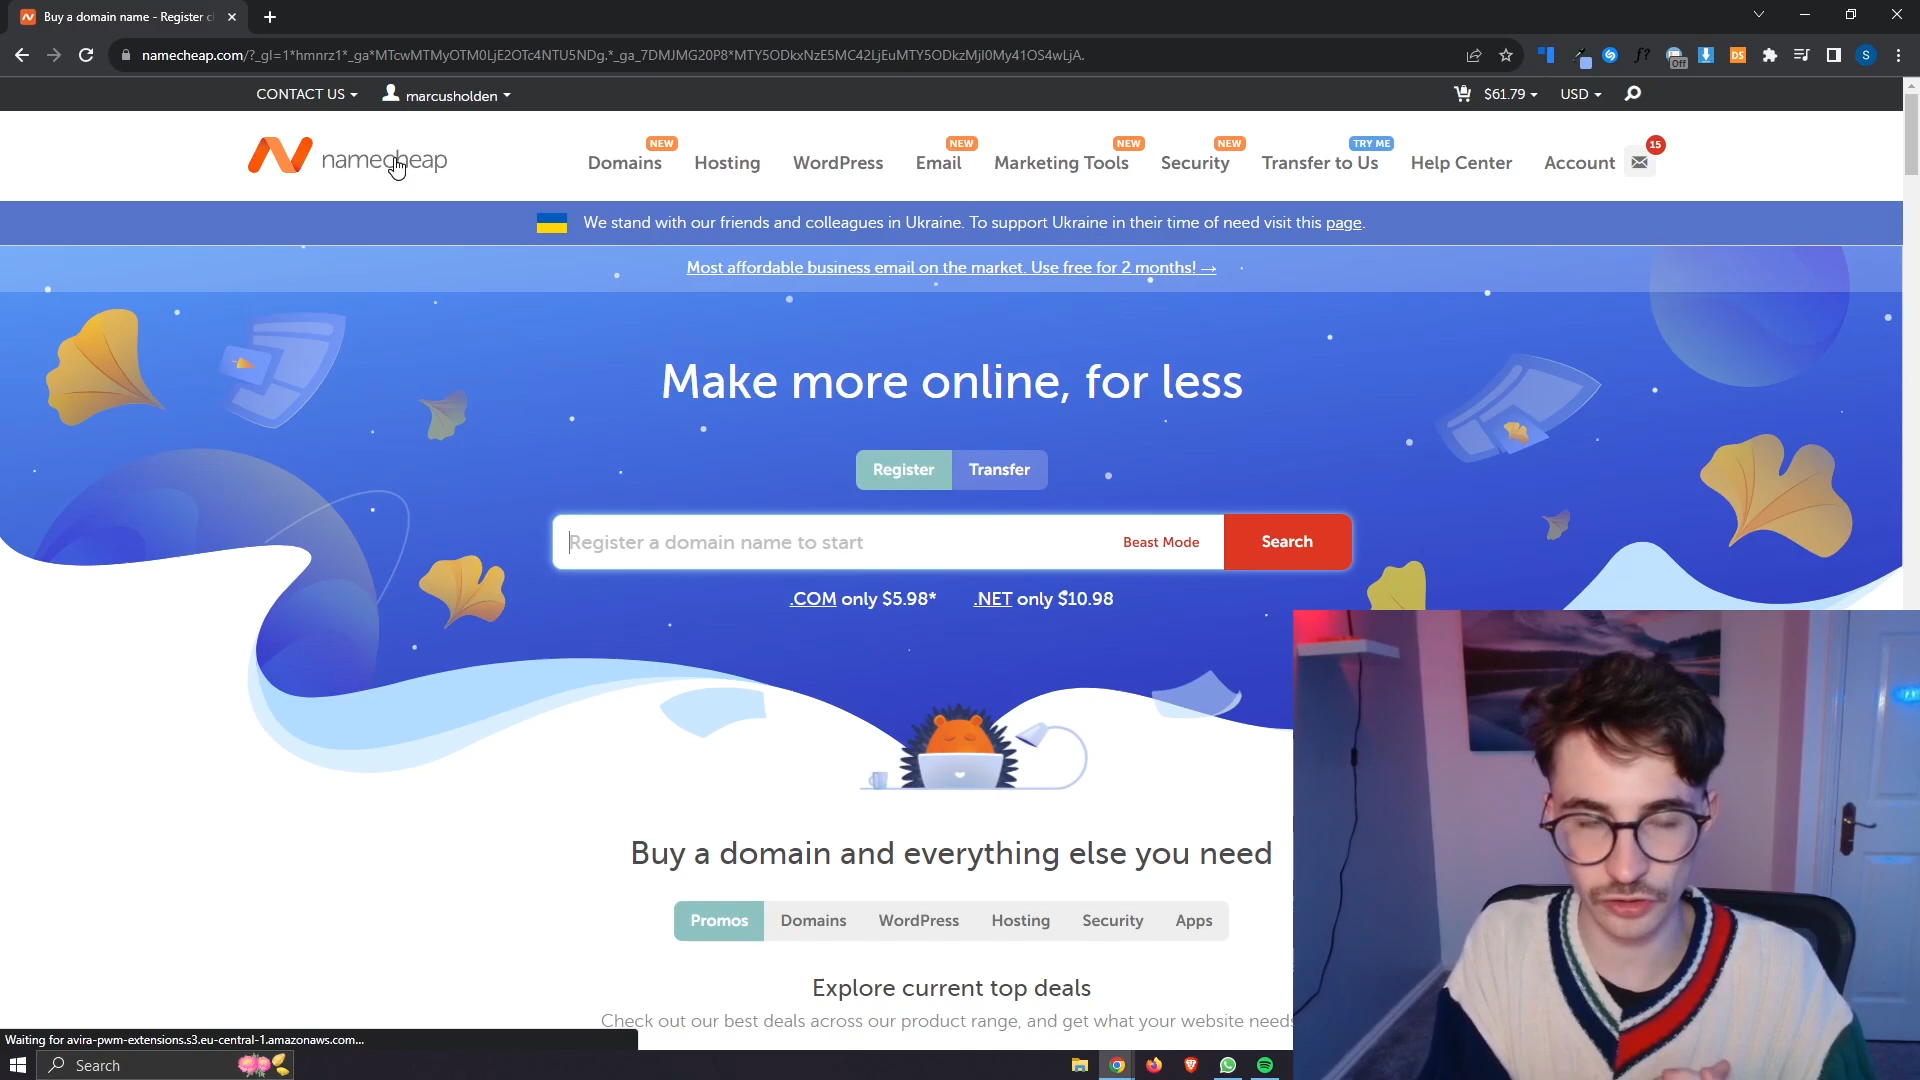 Buy a domain name - Register c
namecheap.com/?_gl=1*hmnrz1*_ga*MTcwMTMyOTM0LjE2OTc4NTU5NDg.*_ga_7DMJMG20P8*MTY5ODkxNzE5MC42LjEuMTY5ODkzMjI0My41OS4wLjA.
Off
DS
S
CONTACT US
marcusholden
$61.79
USD
namecheap
NEW
NEW
NEW
NEW
TRY ME
15
Domains
Hosting
WordPress
Email
Marketing Tools
Security
Transfer to Us
Help Center
Account
We stand with our friends and colleagues in Ukraine. To support Ukraine in their time of need visit this page.
Most affordable business email on the market. Use free for 2 months! →
Make more online, for less
Register
Transfer
Register a domain name to start
Beast Mode
Search
.COM only $5.98*
.NET only $10.98
Buy a domain and everything else you need
Promos
Domains
WordPress
Hosting
Security
Apps
Explore current top deals
Check out our best deals across our product range, and get what your website needs
Waiting for avira-pwm-extensions.s3.eu-central-1.amazonaws.com...
Search